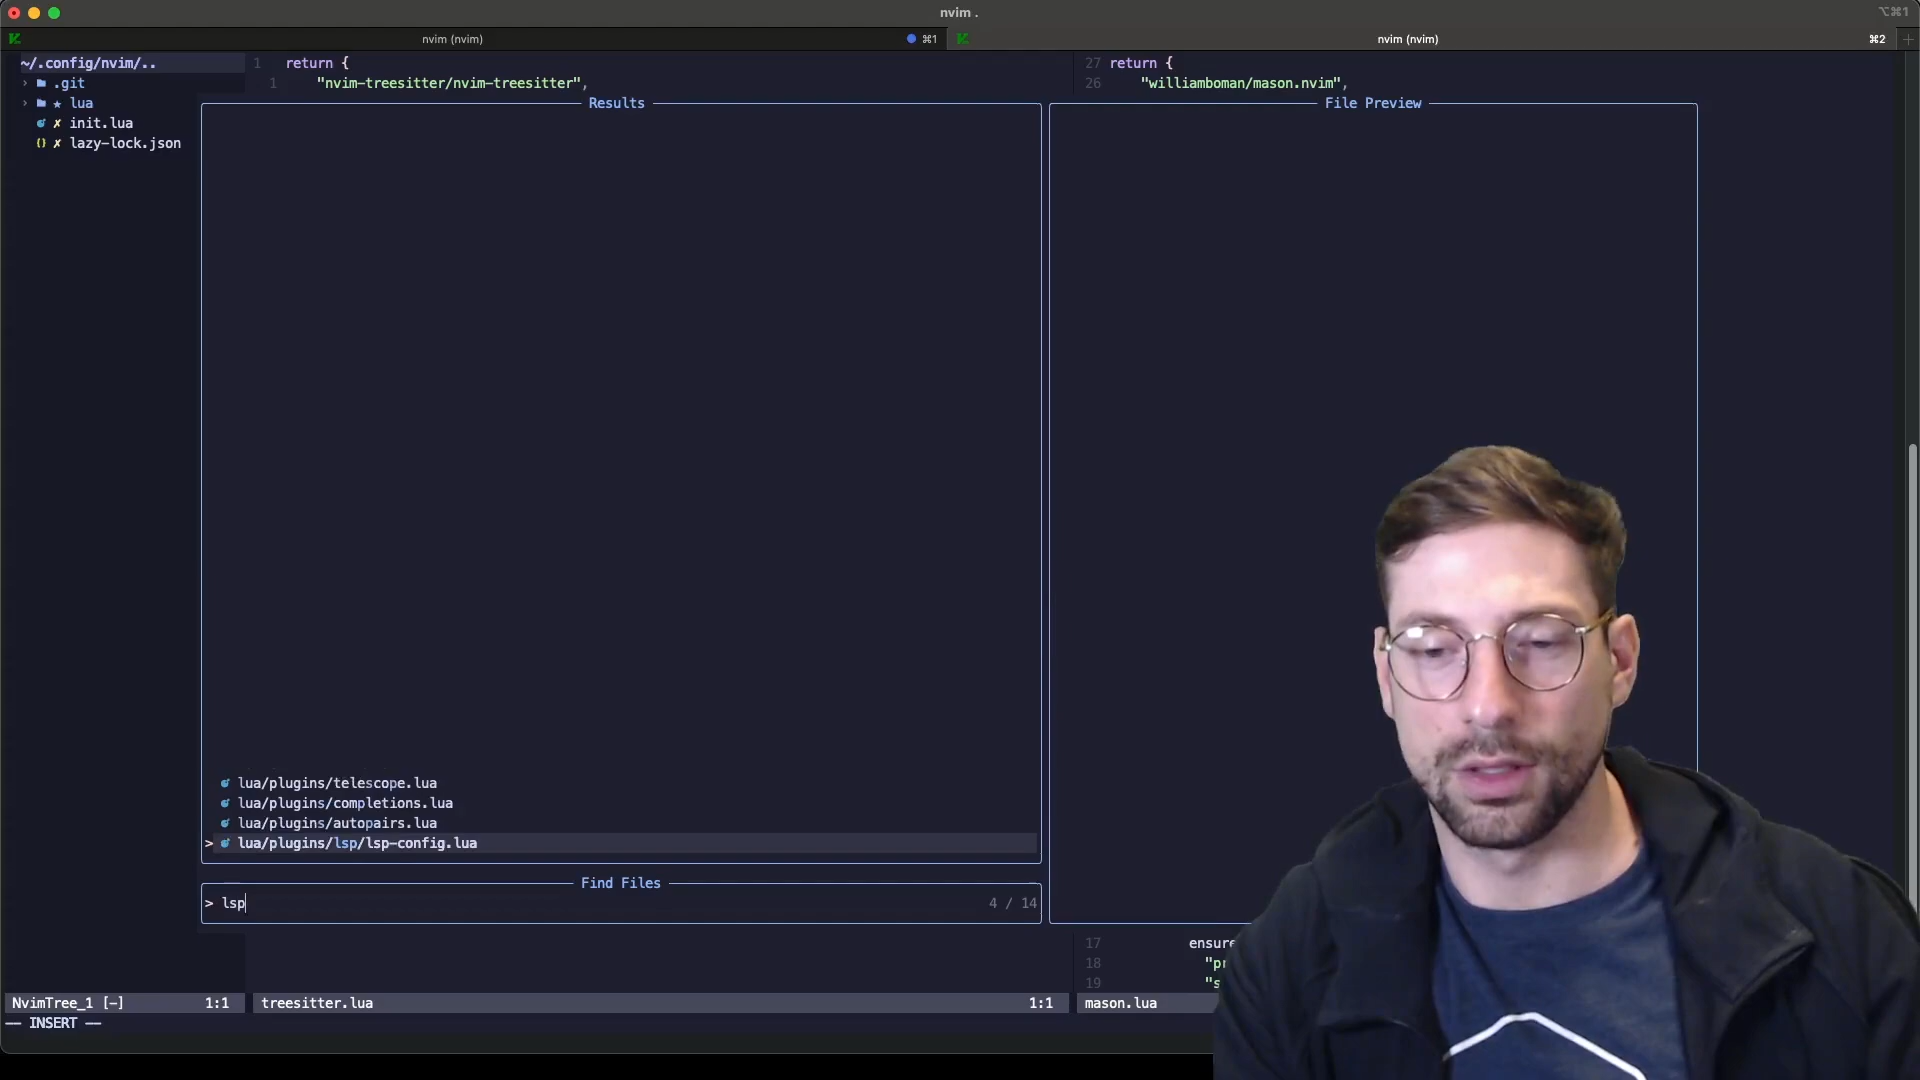 nvim .
⌥⌘1
nvim (nvim)
⌘1
nvim (nvim)
⌘2
~/.config/nvim/..
.git
lua
init.lua
lazy-lock.json
1 return {
1 "nvim-treesitter/nvim-treesitter",
27 return {
26 "williamboman/mason.nvim",
Results
lua/plugins/telescope.lua
lua/plugins/completions.lua
lua/plugins/autopairs.lua
> lua/plugins/lsp/lsp-config.lua
Find Files
> lsp
4 / 14
File Preview
17 ensure
18 "pr
19 "s
NvimTree_1 [-] 1:1
treesitter.lua 1:1
mason.lua
-- INSERT --